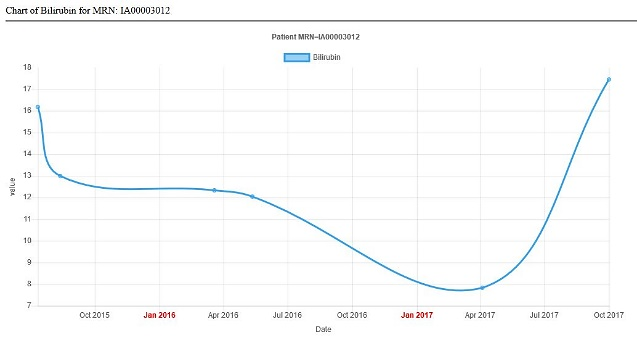 Chart of Bilirubin for MRN: IA00003012
Patient MRN-IA00003012
Bilirubin
18
17
16
15
14
13
12
11
10
9
8
7
value
Oct 2015 Jan 2016 Apr 2016 Jul 2016 Oct 2016 Jan 2017 Apr 2017 Jul 2017 Oct 2017
Date